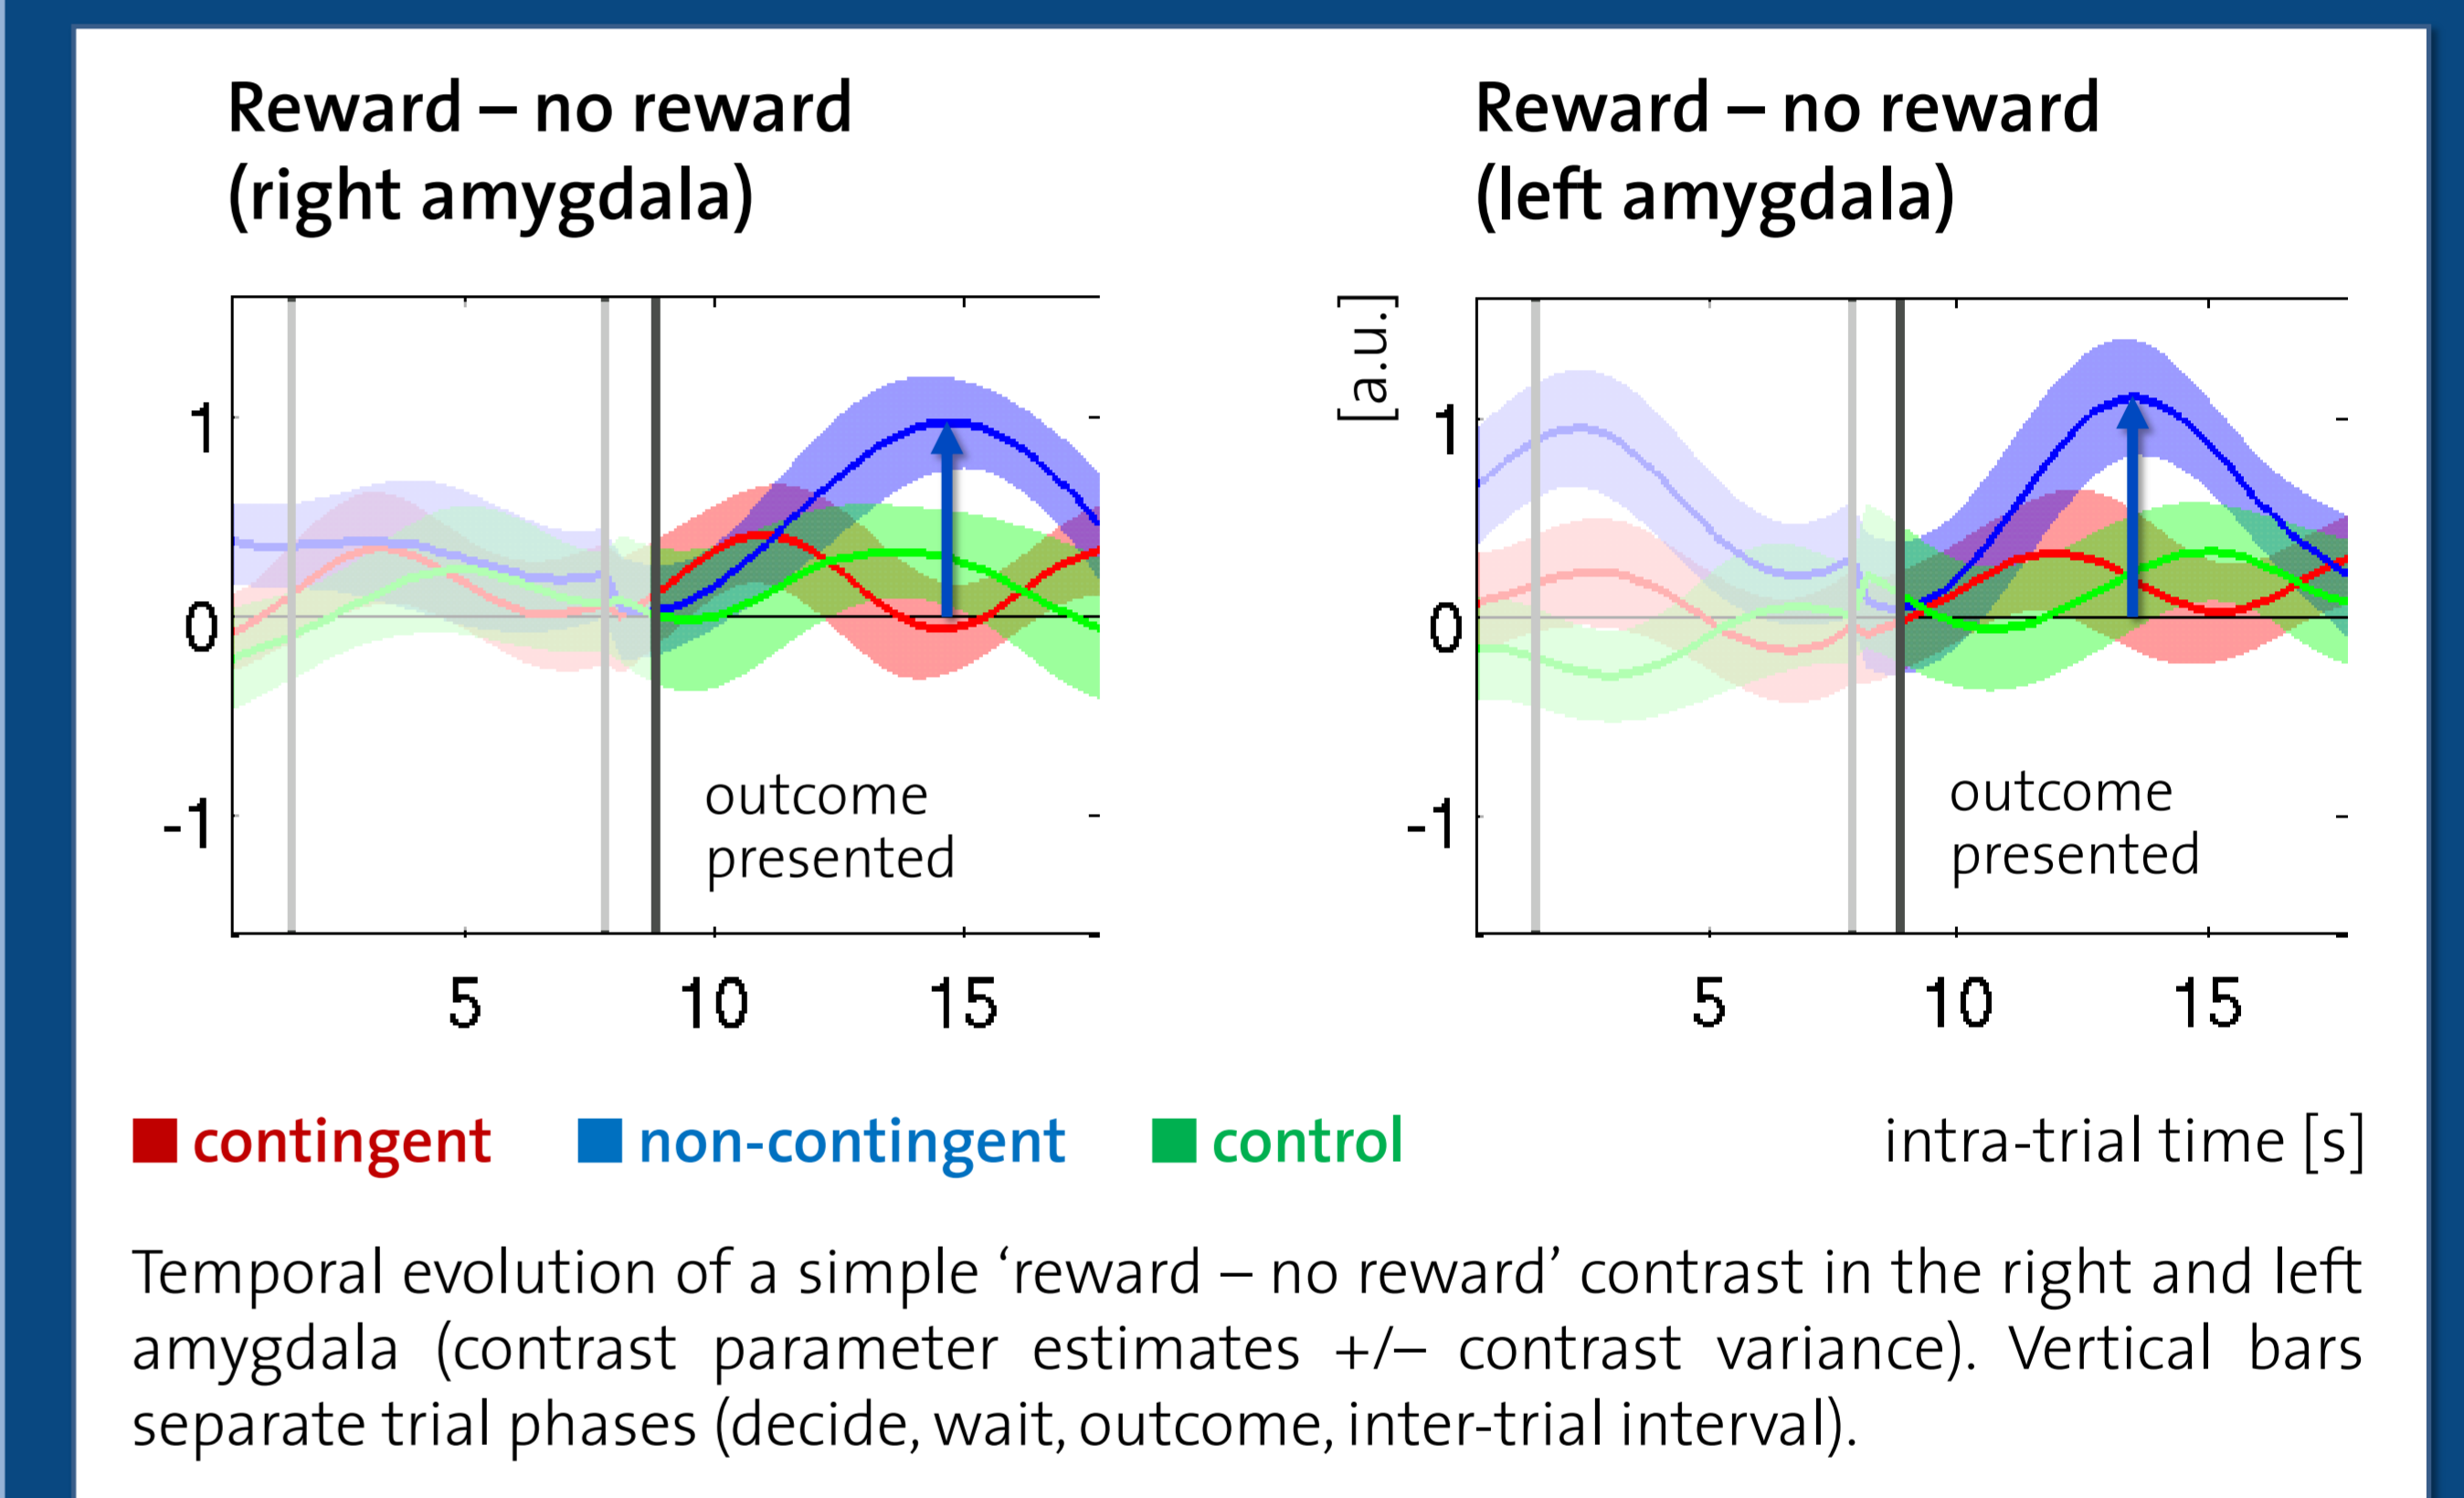 Reward – no reward
(right amygdala)
Reward – no reward
(left amygdala)
1
0
-1
outcome
presented
5 10 15
[a.u.]
1
0
-1
outcome
presented
5 10 15
contingent non-contingent control intra-trial time [s]
Temporal evolution of a simple ‘reward – no reward’ contrast in the right and left
amygdala (contrast parameter estimates +/– contrast variance). Vertical bars
separate trial phases (decide, wait, outcome, inter-trial interval).